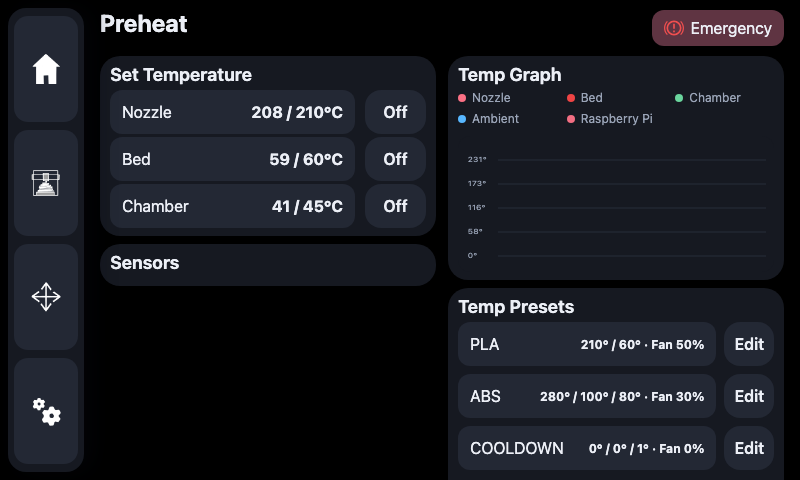 Preheat
Emergency
Set Temperature
Nozzle 208 / 210°C Off
Bed 59 / 60°C Off
Chamber 41 / 45°C Off
Sensors
Temp Graph
Nozzle Bed Chamber
Ambient Raspberry Pi
231°
173°
116°
58°
0°
Temp Presets
PLA 210° / 60° · Fan 50% Edit
ABS 280° / 100° / 80° · Fan 30% Edit
COOLDOWN 0° / 0° / 1° · Fan 0% Edit